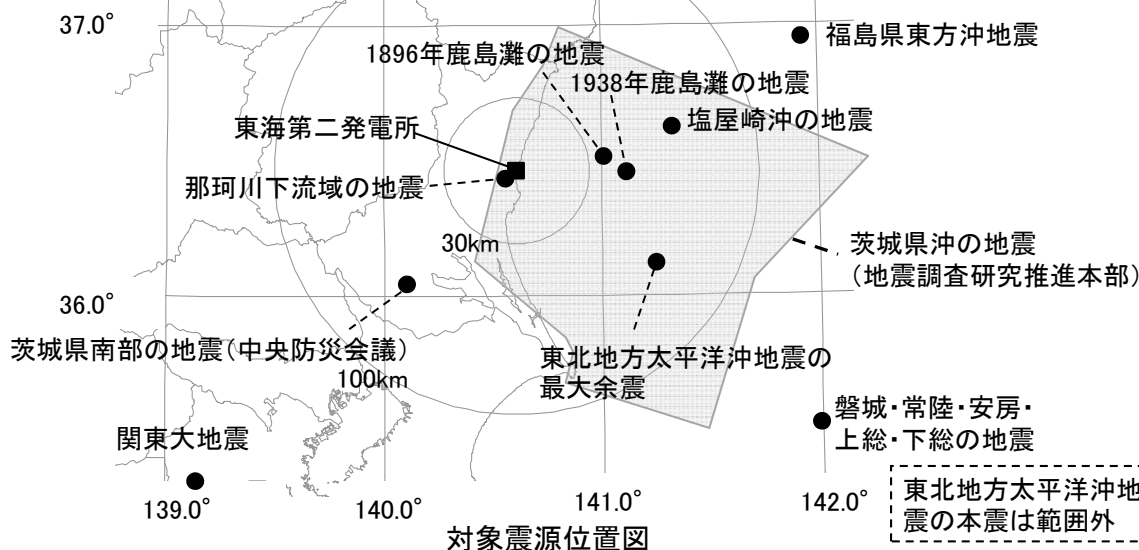 37.0°
福島県東方沖地震
1896年鹿島灘の地震
1938年鹿島灘の地震
塩屋崎沖の地震
東海第二発電所
那珂川下流域の地震
30km
茨城県沖の地震
(地震調査研究推進本部)
36.0°
茨城県南部の地震(中央防災会議)
100km
東北地方太平洋沖地震の
最大余震
磐城・常陸・安房・
上総・下総の地震
関東大地震
139.0°
140.0°
141.0°
142.0°
東北地方太平洋沖地
震の本震は範囲外
対象震源位置図